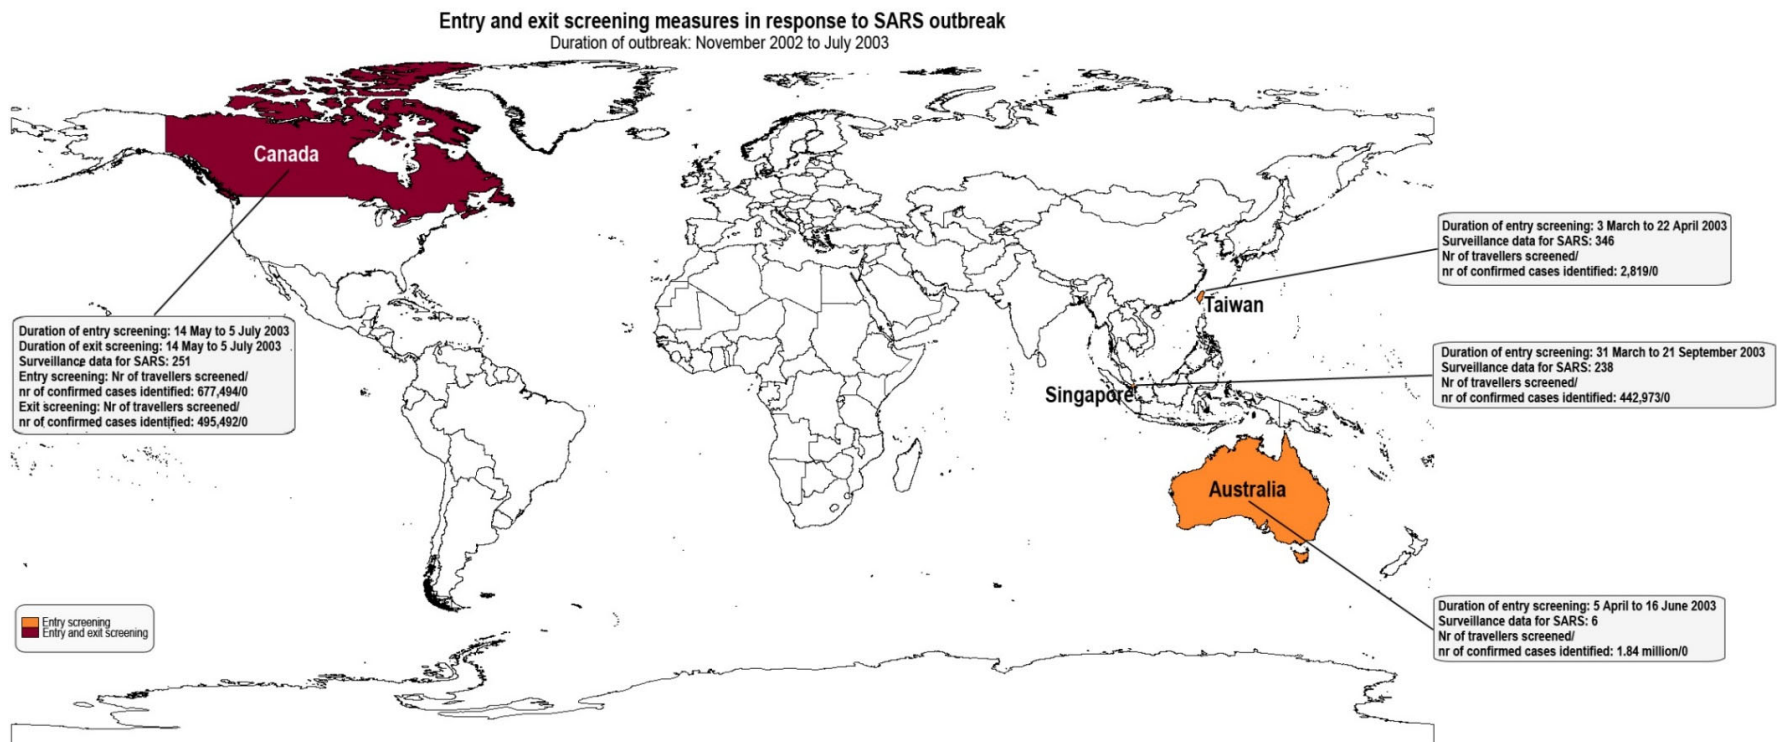 Entry and exit screening measures in response to SARS outbreak
Duration of outbreak: November 2002 to July 2003
Canada
Duration of entry screening: 3 March to 22 April 2003
Surveillance data for SARS: 346
Nr of travellers screened/
nr of confirmed cases identified: 2,819/0
Taiwan
Duration of entry screening: 14 May to 5 July 2003
Duration of exit screening: 14 May to 5 July 2003
Surveillance data for SARS: 251
Entry screening: Nr of travellers screened/
nr of confirmed cases identified: 677,494/0
Exit screening: Nr of travellers screened/
nr of confirmed cases identified: 495,492/0
Duration of entry screening: 31 March to 21 September 2003
Surveillance data for SARS: 238
Nr of travellers screened/
nr of confirmed cases identified: 442,973/0
Singapore
Australia
Duration of entry screening: 5 April to 16 June 2003
Surveillance data for SARS: 6
Nr of travellers screened/
nr of confirmed cases identified: 1.84 million/0
Entry screening
Entry and exit screening